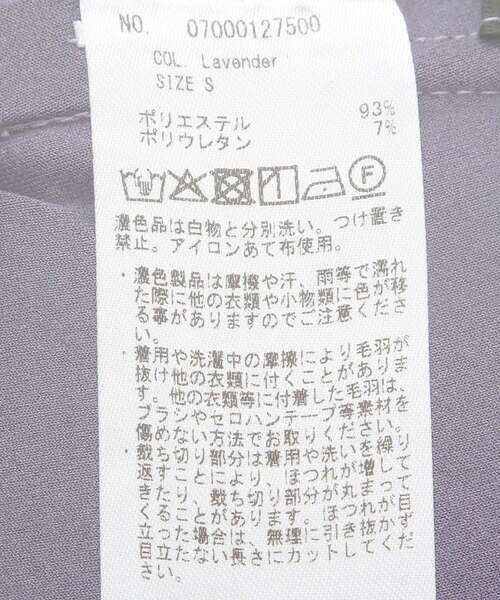 NO. 07000127500
COL. Lavender
SIZE S
ポリエステル 93%
ポリウレタン 7%
F
濃色品は白物と分別洗い。つけ置き
禁止。アイロンあて布使用。
・濃色製品は摩擦や汗、雨等で濡れ
た際に他の衣類や小物類に色が移
る事がありますのでご注意くださ
い。
・着用や洗濯中の摩擦により毛羽が
抜け他の衣類に付くことがありま
す。他の衣類等に付着した毛羽は、
ブラシやセロハンテープ等素材を
傷めない方法でお取りください。
裁ち切り部分は着用や洗いを繰り
返すことにより、ほつれが増して
きたり、裁ち切り部分が丸まって
くることがあります。ほつれが目
立った場合は、無理に引き抜かず
目立たない長さにカットしてくだ
さい。